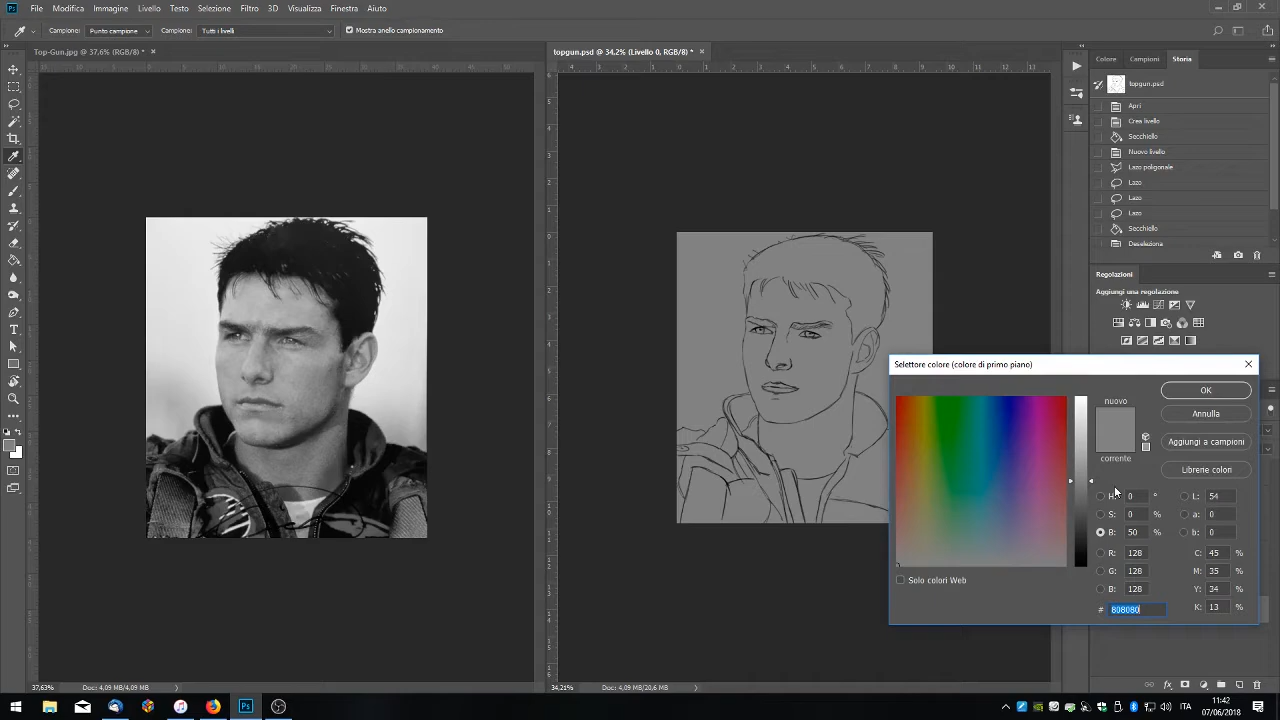 Ps File Modifica Immagine Livello Testo Selezione Filtro 3D Visualizza Finestra Aiuto
Campione: Punto campione Campione: Tutti i livelli Mostra anello campionamento
Top-Gun.jpg @ 37,6% (RGB/8) * ×
topgun.psd @ 34,2% (Livello 0, RGB/8) * ×
Colore Campioni Storia
topgun.psd
Apri
Crea livello
Secchiello
Nuovo livello
Lazo poligonale
Lazo
Lazo
Lazo
Secchiello
Deseleziona
Regolazioni
Aggiungi una regolazione
Selettore colore (colore di primo piano)
nuovo
corrente
OK
Annulla
Aggiungi a campioni
Librerie colori
H: 0 ° L: 54
S: 0 % a: 0
B: 50 % b: 0
R: 128 C: 45 %
G: 128 M: 35 %
B: 128 Y: 34 %
# 808080 K: 13 %
Solo colori Web
37,63% Doc: 4,09 MB/4,09 MB
34,21% Doc: 4,09 MB/20,6 MB
Ps
ITA
11:42
07/06/2018